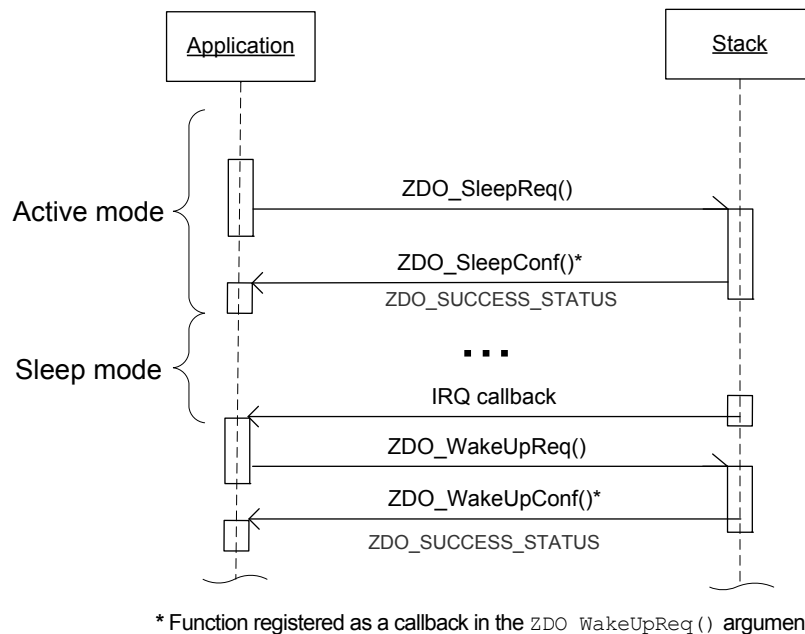 Application
Stack
Active mode
ZDO_SleepReq()
ZDO_SleepConf()*
ZDO_SUCCESS_STATUS
...
Sleep mode
IRQ callback
ZDO_WakeUpReq()
ZDO_WakeUpConf()*
ZDO_SUCCESS_STATUS
* Function registered as a callback in the ZDO WakeUpReq() argumen